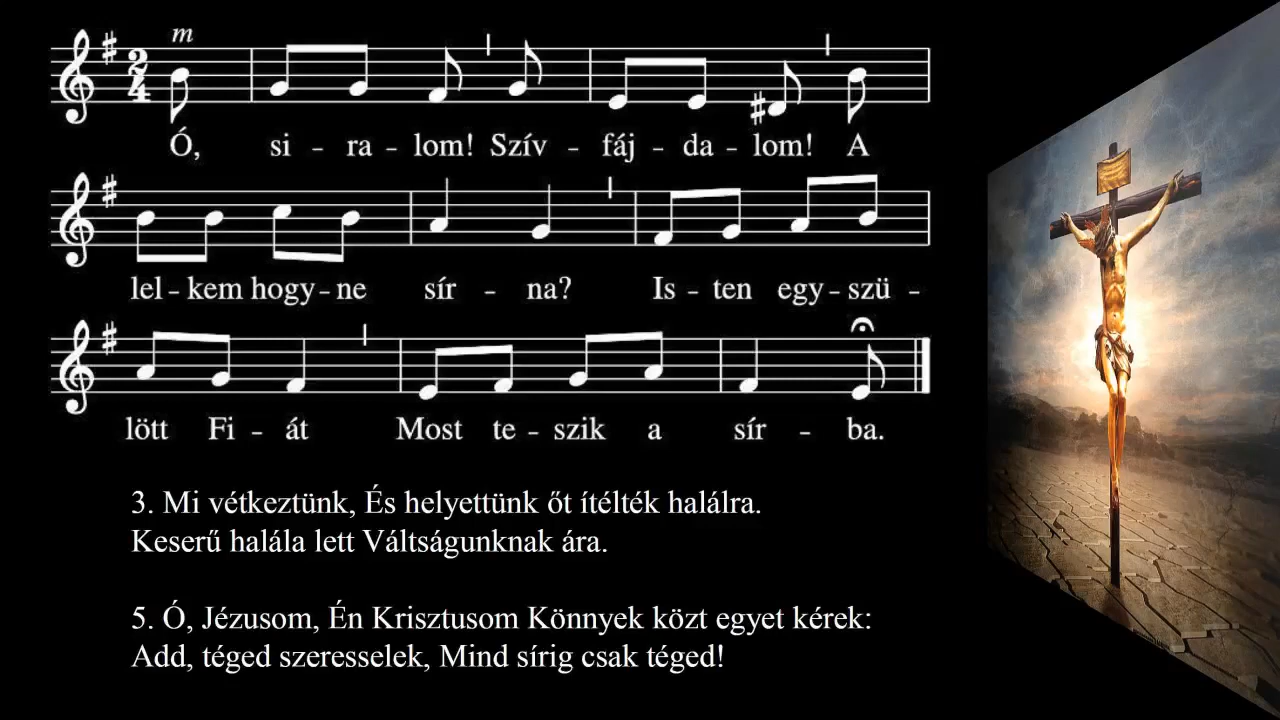 m
2
4
Ó, si - ra - lom! Szív - fáj - da - lom! A
lel - kem hogy - ne sír - na? Is - ten egy - szü -
lött Fi - át Most te - szik a sír - ba.
3. Mi vétkeztünk, És helyettünk őt ítélték halálra.
Keserű halála lett Váltságunknak ára.
5. Ó, Jézusom, Én Krisztusom Könnyek közt egyet kérek:
Add, téged szeresselek, Mind sírig csak téged!